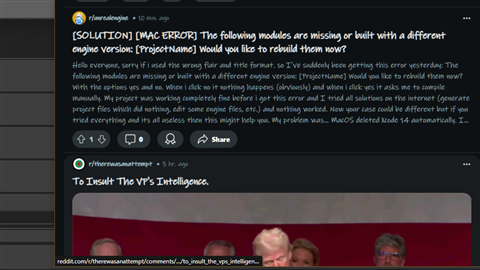 r/unrealengine • 10 min. ago
[SOLUTION] [MAC ERROR] The following modules are missing or built with a different
engine version: [ProjectName] Would you like to rebuild them now?
Hello everyone, sorry if i used the wrong flair and title format. so I've suddenly been getting this error yesterday: The
following modules are missing or built with a different engine version: [ProjectName] Would you like to rebuild them now?
With the options yes and no. When i click no it nothing happens (obviously) and when i click yes it asks me to compile
manually. My project was working completely fine before i got this error and I tried all solutions on the internet (generate
project files which did nothing, edit some engine files, etc.) and nothing worked. Now your case could be different but if you
tried everything and its all useless then this might help you. My problem was... MacOS deleted Xcode 14 automatically. I...
1
0
Share
r/therewasanattempt • 3 hr. ago
To Insult The VP's Intelligence.
reddit.com/r/therewasanattempt/comments/.../to_insult_the_vps_intelligen...